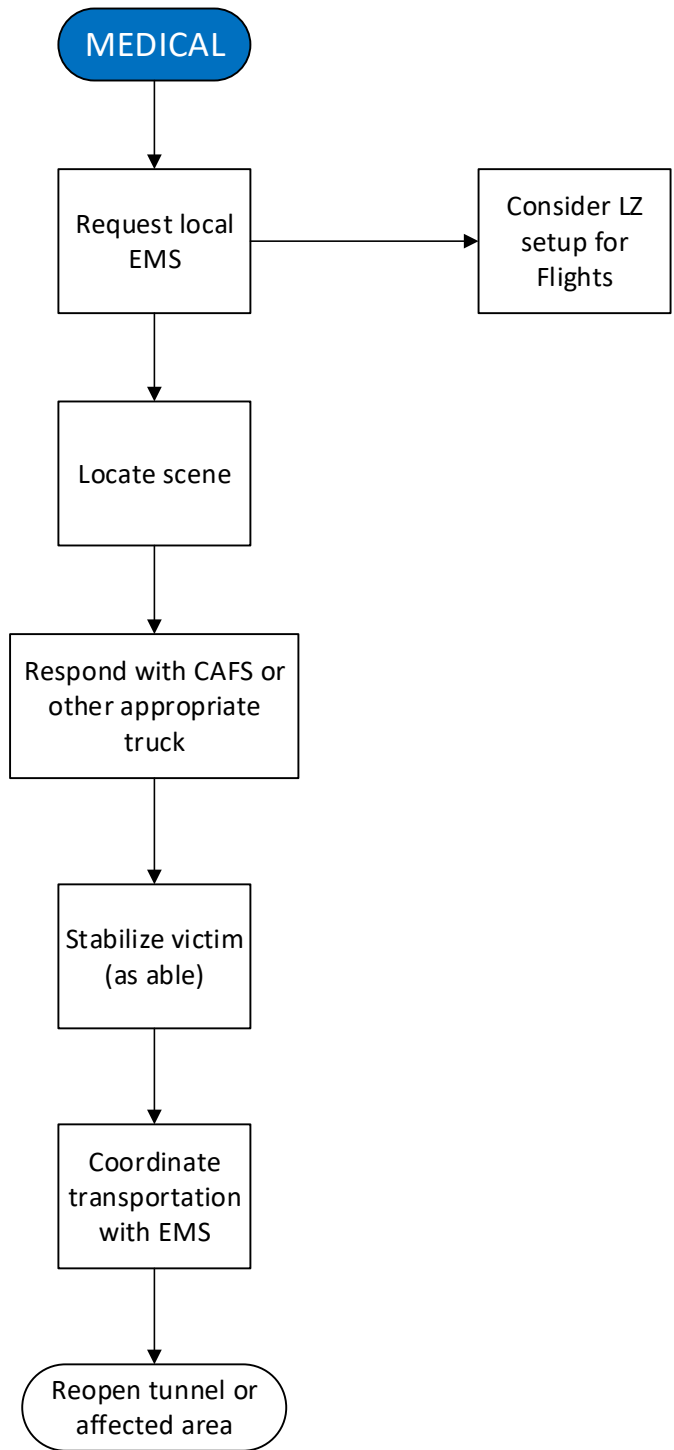 MEDICAL
Request local
EMS
Consider LZ
setup for
Flights
Locate scene
Respond with CAFS or
other appropriate
truck
Stabilize victim
(as able)
Coordinate
transportation
with EMS
Reopen tunnel or
affected area